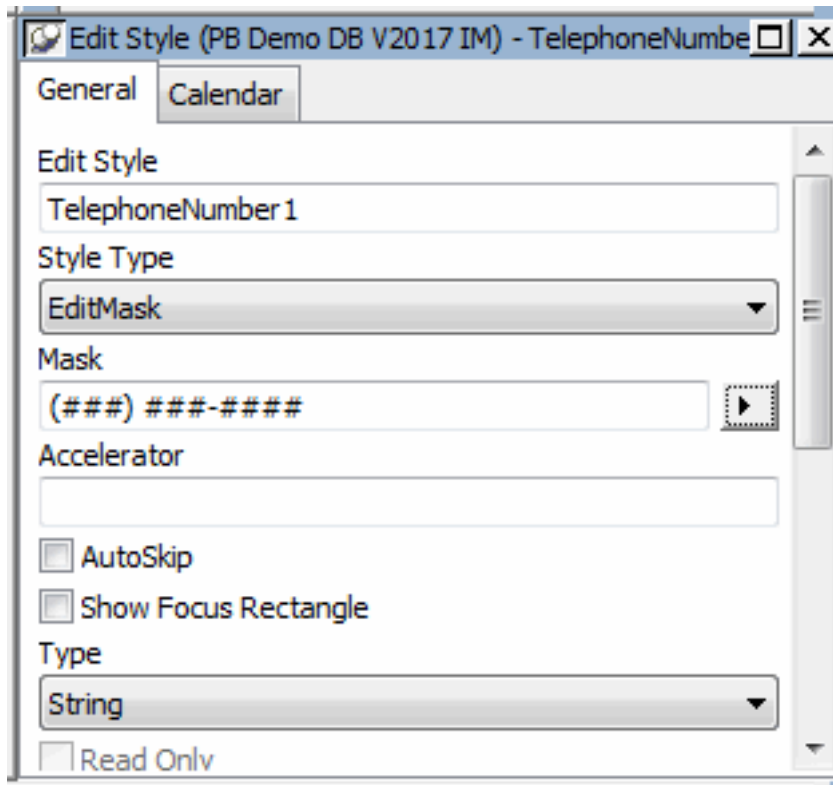 Edit Style (PB Demo DB V2017 IM) - TelephoneNumbe
General Calendar
Edit Style
TelephoneNumber1
Style Type
EditMask
Mask
(###) ###-####
Accelerator
AutoSkip
Show Focus Rectangle
Type
String
Read Only